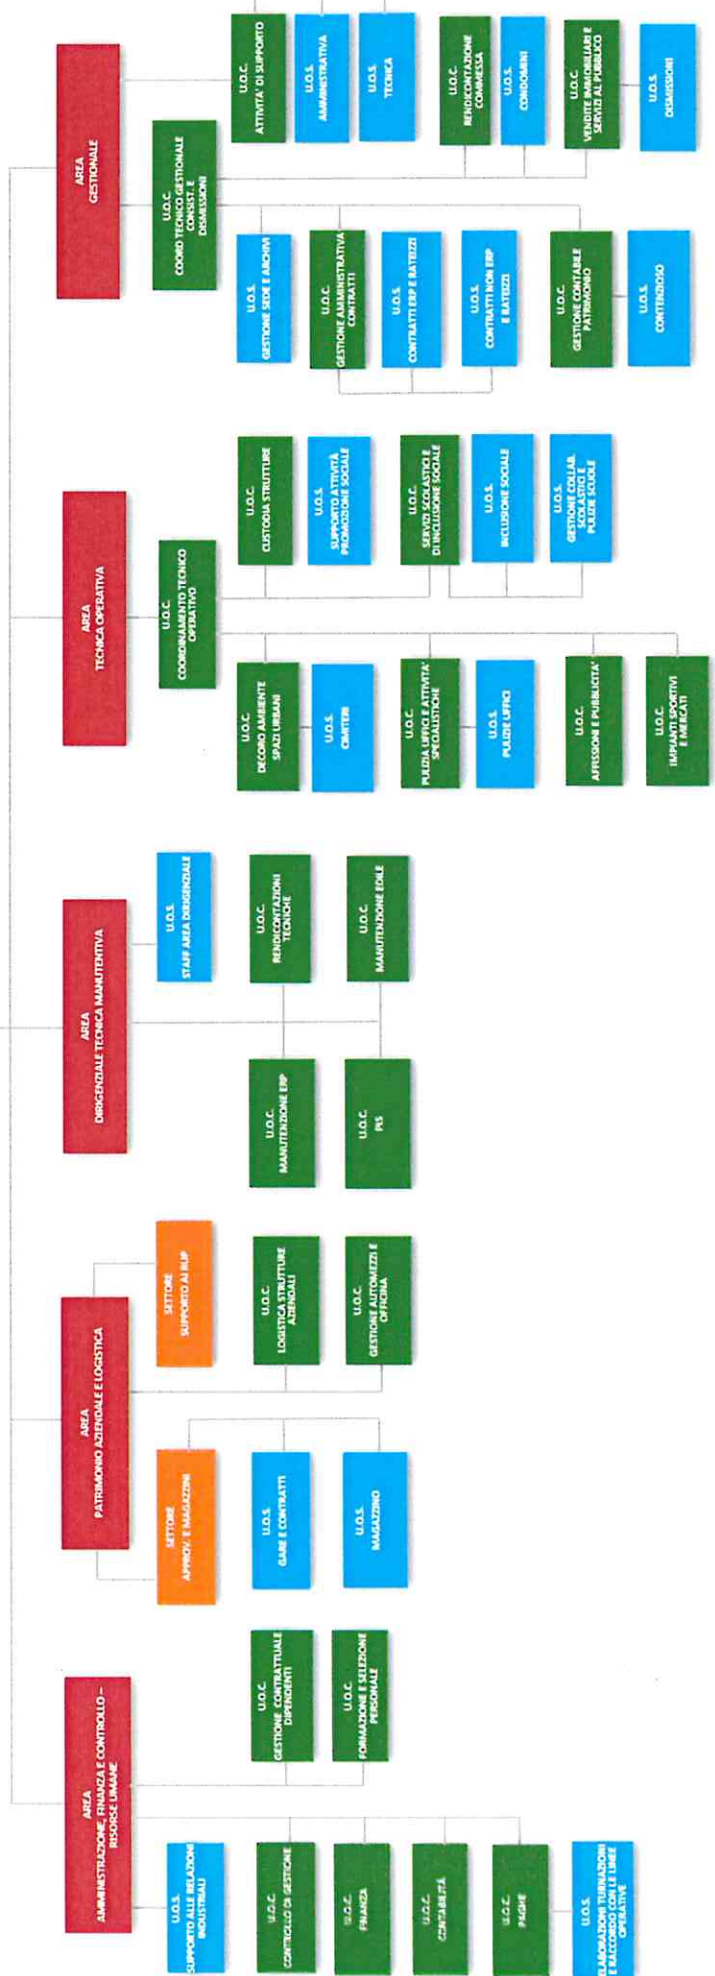 AREA
AMMINISTRAZIONE, FINANZA E CONTROLLO –
RISORSE UMANE
U.O.S.
SUPPORTO ALLE RELAZIONI
INDUSTRIALI
U.O.C.
CONTROLLO DI GESTIONE
U.O.C.
FINANZA
U.O.C.
CONTABILITÀ
U.O.C.
PAGHE
U.O.S.
ELABORAZIONI TURNAZIONI
E RACCORDO CON LE LINEE
OPERATIVE
U.O.C.
GESTIONE CONTRATTUALE
DIPENDENTI
U.O.C.
FORMAZIONE E SELEZIONE
PERSONALE
AREA
PATRIMONIO AZIENDALE E LOGISTICA
SETTORE
APPROV. E MAGAZZINI
U.O.S.
GARE E CONTRATTI
U.O.S.
MAGAZZINO
SETTORE
SUPPORTO AI RUP
U.O.C.
LOGISTICA STRUTTURE
AZIENDALI
U.O.C.
GESTIONE AUTOMEZZI E
OFFICINA
AREA
DIRIGENZIALE TECNICA MANUTENTIVA
U.O.S.
STAFF AREA DIRIGENZIALE
U.O.C.
MANUTENZIONE ERP
U.O.C.
PIS
U.O.C.
RENDICONTAZIONI
TECNICHE
U.O.C.
MANUTENZIONE EDILE
AREA
TECNICA OPERATIVA
U.O.C.
COORDINAMENTO TECNICO
OPERATIVO
U.O.C.
DECORO AMBIENTE
SPAZI URBANI
U.O.S.
CIMITERI
U.O.C.
PULIZIA UFFICI E ATTIVITA'
SPECIALISTICHE
U.O.S.
PULIZIE UFFICI
U.O.C.
AFFISSIONI E PUBBLICITA'
U.O.C.
IMPIANTI SPORTIVI
E MERCATI
U.O.C.
CUSTODIA STRUTTURE
U.O.S.
SUPPORTO ATTIVITÀ
PROMOZIONE SOCIALE
U.O.C.
SERVIZI SCOLASTICI E
DI INCLUSIONE SOCIALE
U.O.S.
INCLUSIONE SOCIALE
U.O.S.
GESTIONE COLLAB.
SCOLASTICO E
PULIZIE SCUOLE
AREA
GESTIONALE
U.O.C.
COORD TECNICO GESTIONALE
CONSIST. E
DISMISSIONI
U.O.S.
GESTIONE SEDE E ARCHIVI
U.O.C.
GESTIONE AMMINISTRATIVA
CONTRATTI
U.O.S.
CONTRATTI ERP E RATEIZZI
U.O.S.
CONTRATTI NON ERP
E RATEIZZI
U.O.C.
GESTIONE CONTABILE
PATRIMONIO
U.O.S.
CONTENZIOSO
U.O.C.
ATTIVITA' DI SUPPORTO
U.O.S.
AMMINISTRATIVA
U.O.S.
TECNICA
U.O.C.
RENDICONTAZIONE
COMMESSA
U.O.S.
CONDOMINI
U.O.C.
VENDITE IMMOBILIARI E
SERVIZI AL PUBBLICO
U.O.S.
DISMISSIONI